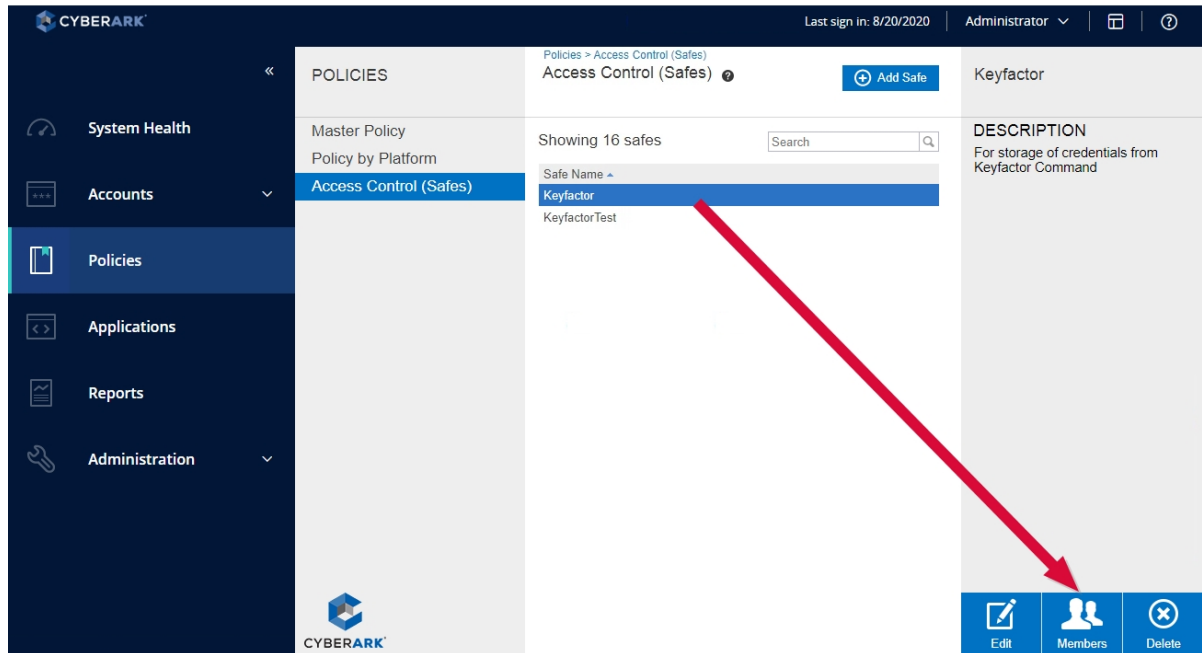 CYBERARK
Last sign in: 8/20/2020
Administrator
System Health
Accounts
Policies
Applications
Reports
Administration
POLICIES
Master Policy
Policy by Platform
Access Control (Safes)
CYBERARK
Policies > Access Control (Safes)
Access Control (Safes)
Add Safe
Showing 16 safes
Search
Safe Name
Keyfactor
KeyfactorTest
Keyfactor
DESCRIPTION
For storage of credentials from
Keyfactor Command
Edit
Members
Delete